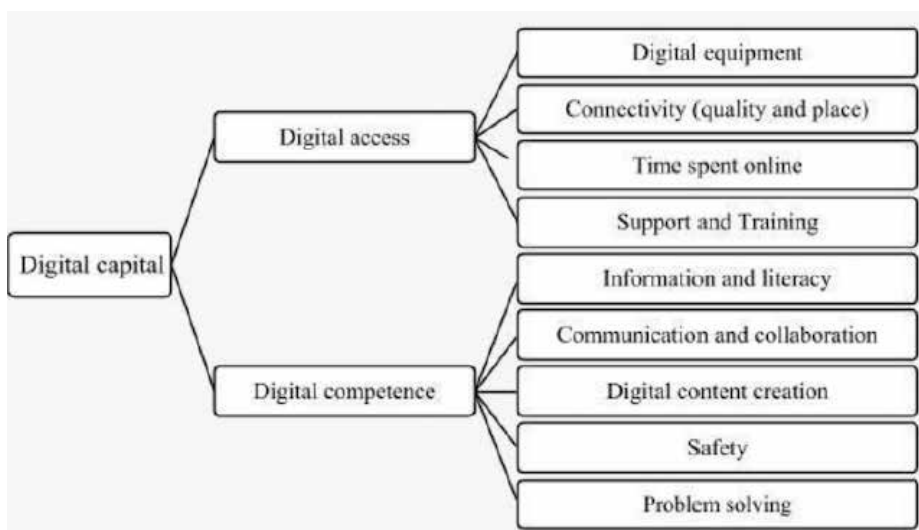 Digital capital
Digital access
Digital equipment
Connectivity (quality and place)
Time spent online
Support and Training
Digital competence
Information and literacy
Communication and collaboration
Digital content creation
Safety
Problem solving